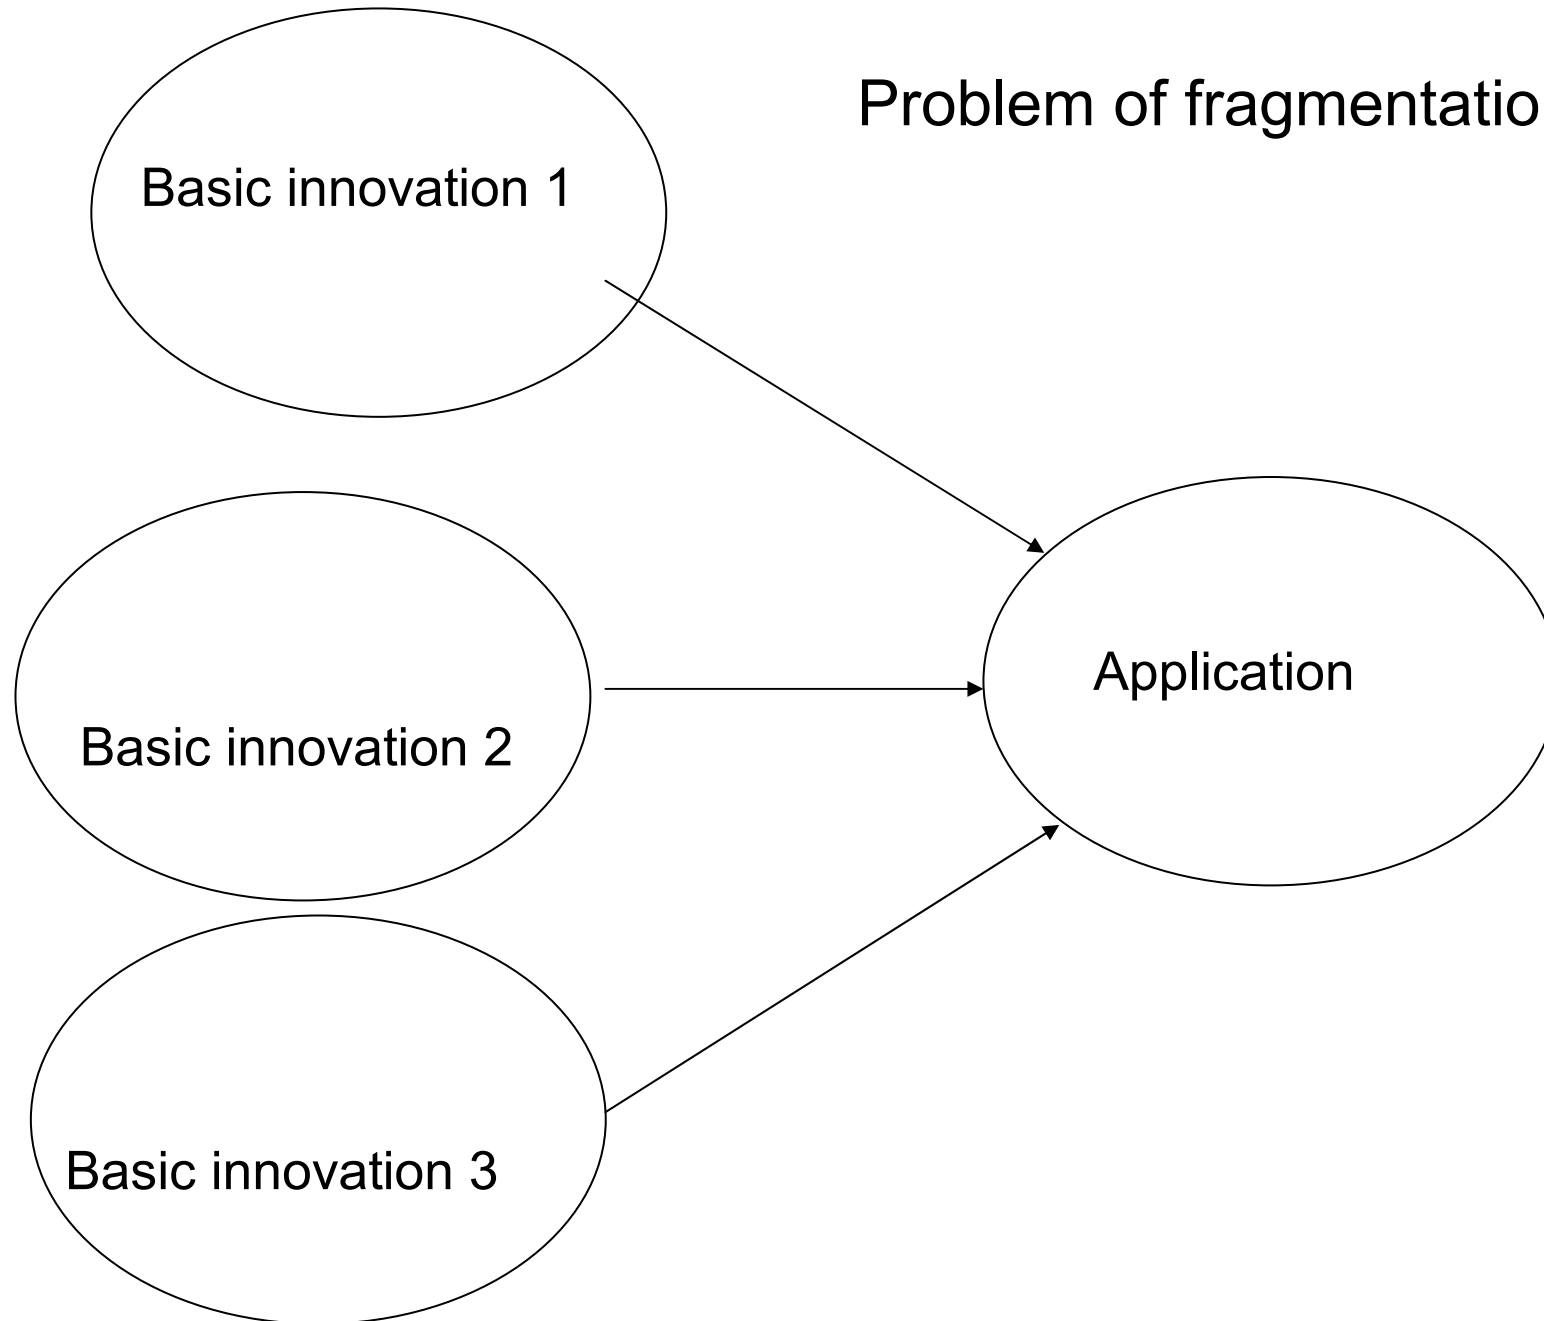 Problem of fragmentatio
Basic innovation 1
Application
Basic innovation 2
Basic innovation 3